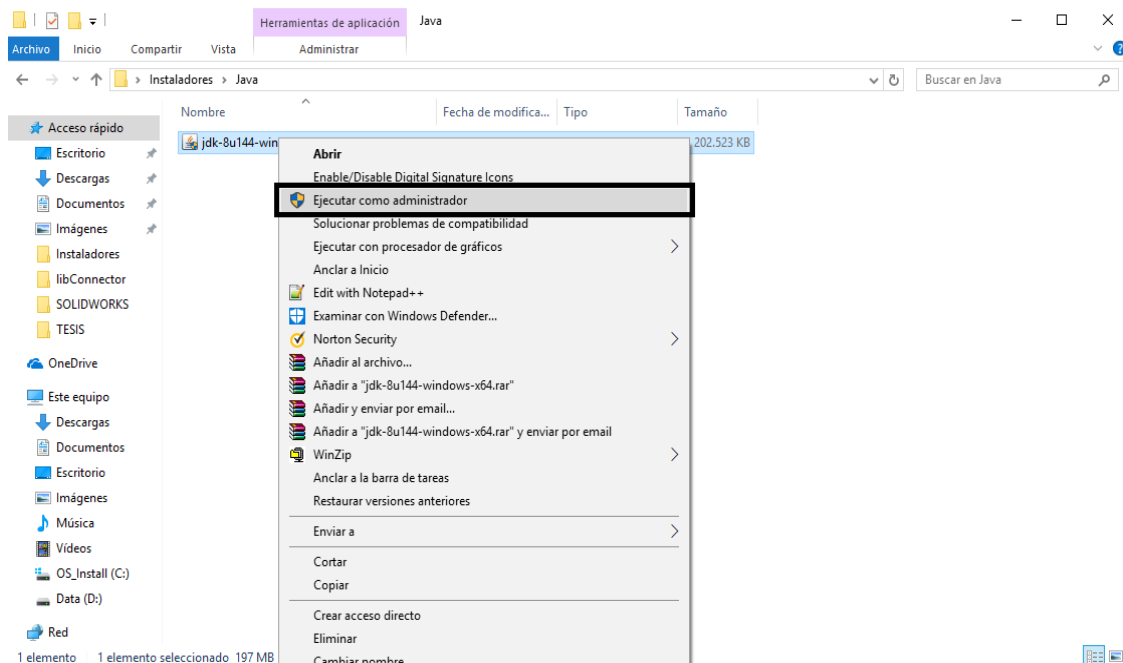 Herramientas de aplicación Java
Archivo Inicio Compartir Vista Administrar
Instaladores > Java
Buscar en Java
Nombre Fecha de modifica... Tipo Tamaño
jdk-8u144-win 202.523 KB
Acceso rápido
Escritorio
Descargas
Documentos
Imágenes
Instaladores
libConnector
SOLIDWORKS
TESIS
OneDrive
Este equipo
Descargas
Documentos
Escritorio
Imágenes
Música
Vídeos
OS_Install (C:)
Data (D:)
Red
Abrir
Enable/Disable Digital Signature Icons
Ejecutar como administrador
Solucionar problemas de compatibilidad
Ejecutar con procesador de gráficos
Anclar a Inicio
Edit with Notepad++
Examinar con Windows Defender...
Norton Security
Añadir al archivo...
Añadir a "jdk-8u144-windows-x64.rar"
Añadir y enviar por email...
Añadir a "jdk-8u144-windows-x64.rar" y enviar por email
WinZip
Anclar a la barra de tareas
Restaurar versiones anteriores
Enviar a
Cortar
Copiar
Crear acceso directo
Eliminar
Cambiar nombre
1 elemento 1 elemento seleccionado 197 MB